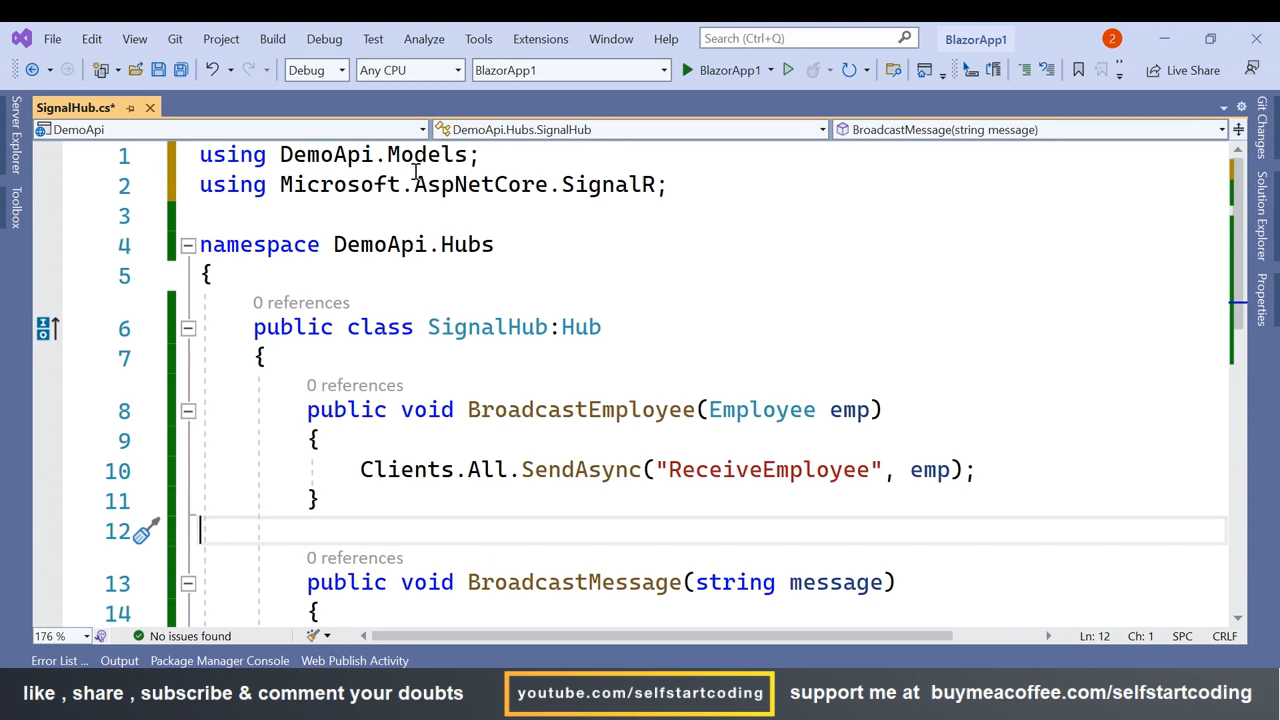 File Edit View Git Project Build Debug Test Analyze Tools Extensions Window Help Search (Ctrl+Q) BlazorApp1 2
Debug Any CPU BlazorApp1 BlazorApp1 Live Share
SignalHub.cs*
DemoApi DemoApi.Hubs.SignalHub BroadcastMessage(string message)
Server Explorer
Toolbox
Git Changes
Solution Explorer
Properties
1 using DemoApi.Models;
2 using Microsoft.AspNetCore.SignalR;
3
4 namespace DemoApi.Hubs
5 {
0 references
6 public class SignalHub:Hub
7 {
0 references
8 public void BroadcastEmployee(Employee emp)
9 {
10 Clients.All.SendAsync("ReceiveEmployee", emp);
11 }
12
0 references
13 public void BroadcastMessage(string message)
14 {
176 % No issues found Ln: 12 Ch: 1 SPC CRLF
Error List ... Output Package Manager Console Web Publish Activity
like , share , subscribe & comment your doubts youtube.com/selfstartcoding support me at buymeacoffee.com/selfstartcoding